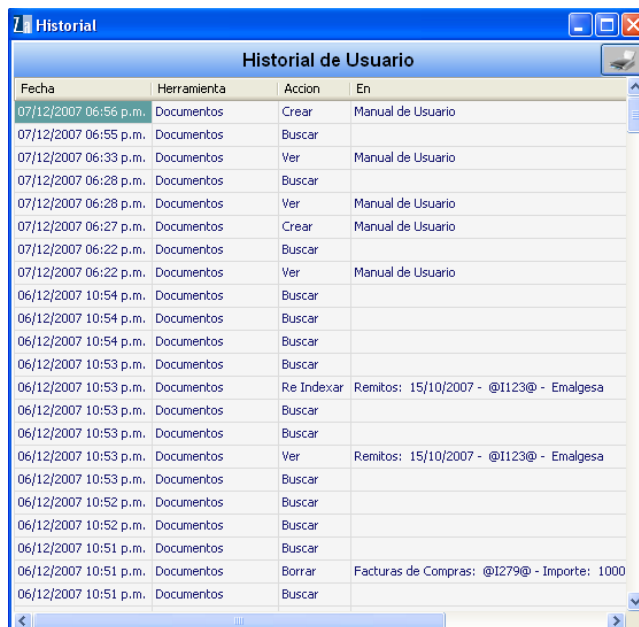 Historial
Historial de Usuario
Fecha Herramienta Accion En
07/12/2007 06:56 p.m. Documentos Crear Manual de Usuario
07/12/2007 06:55 p.m. Documentos Buscar
07/12/2007 06:33 p.m. Documentos Ver Manual de Usuario
07/12/2007 06:28 p.m. Documentos Buscar
07/12/2007 06:28 p.m. Documentos Ver Manual de Usuario
07/12/2007 06:27 p.m. Documentos Crear Manual de Usuario
07/12/2007 06:22 p.m. Documentos Buscar
07/12/2007 06:22 p.m. Documentos Ver Manual de Usuario
06/12/2007 10:54 p.m. Documentos Buscar
06/12/2007 10:54 p.m. Documentos Buscar
06/12/2007 10:54 p.m. Documentos Buscar
06/12/2007 10:53 p.m. Documentos Buscar
06/12/2007 10:53 p.m. Documentos Re Indexar Remitos: 15/10/2007 - @I123@ - Emalgesa
06/12/2007 10:53 p.m. Documentos Buscar
06/12/2007 10:53 p.m. Documentos Buscar
06/12/2007 10:53 p.m. Documentos Ver Remitos: 15/10/2007 - @I123@ - Emalgesa
06/12/2007 10:53 p.m. Documentos Buscar
06/12/2007 10:52 p.m. Documentos Buscar
06/12/2007 10:52 p.m. Documentos Buscar
06/12/2007 10:51 p.m. Documentos Buscar
06/12/2007 10:51 p.m. Documentos Borrar Facturas de Compras: @I279@ - Importe: 1000
06/12/2007 10:51 p.m. Documentos Buscar